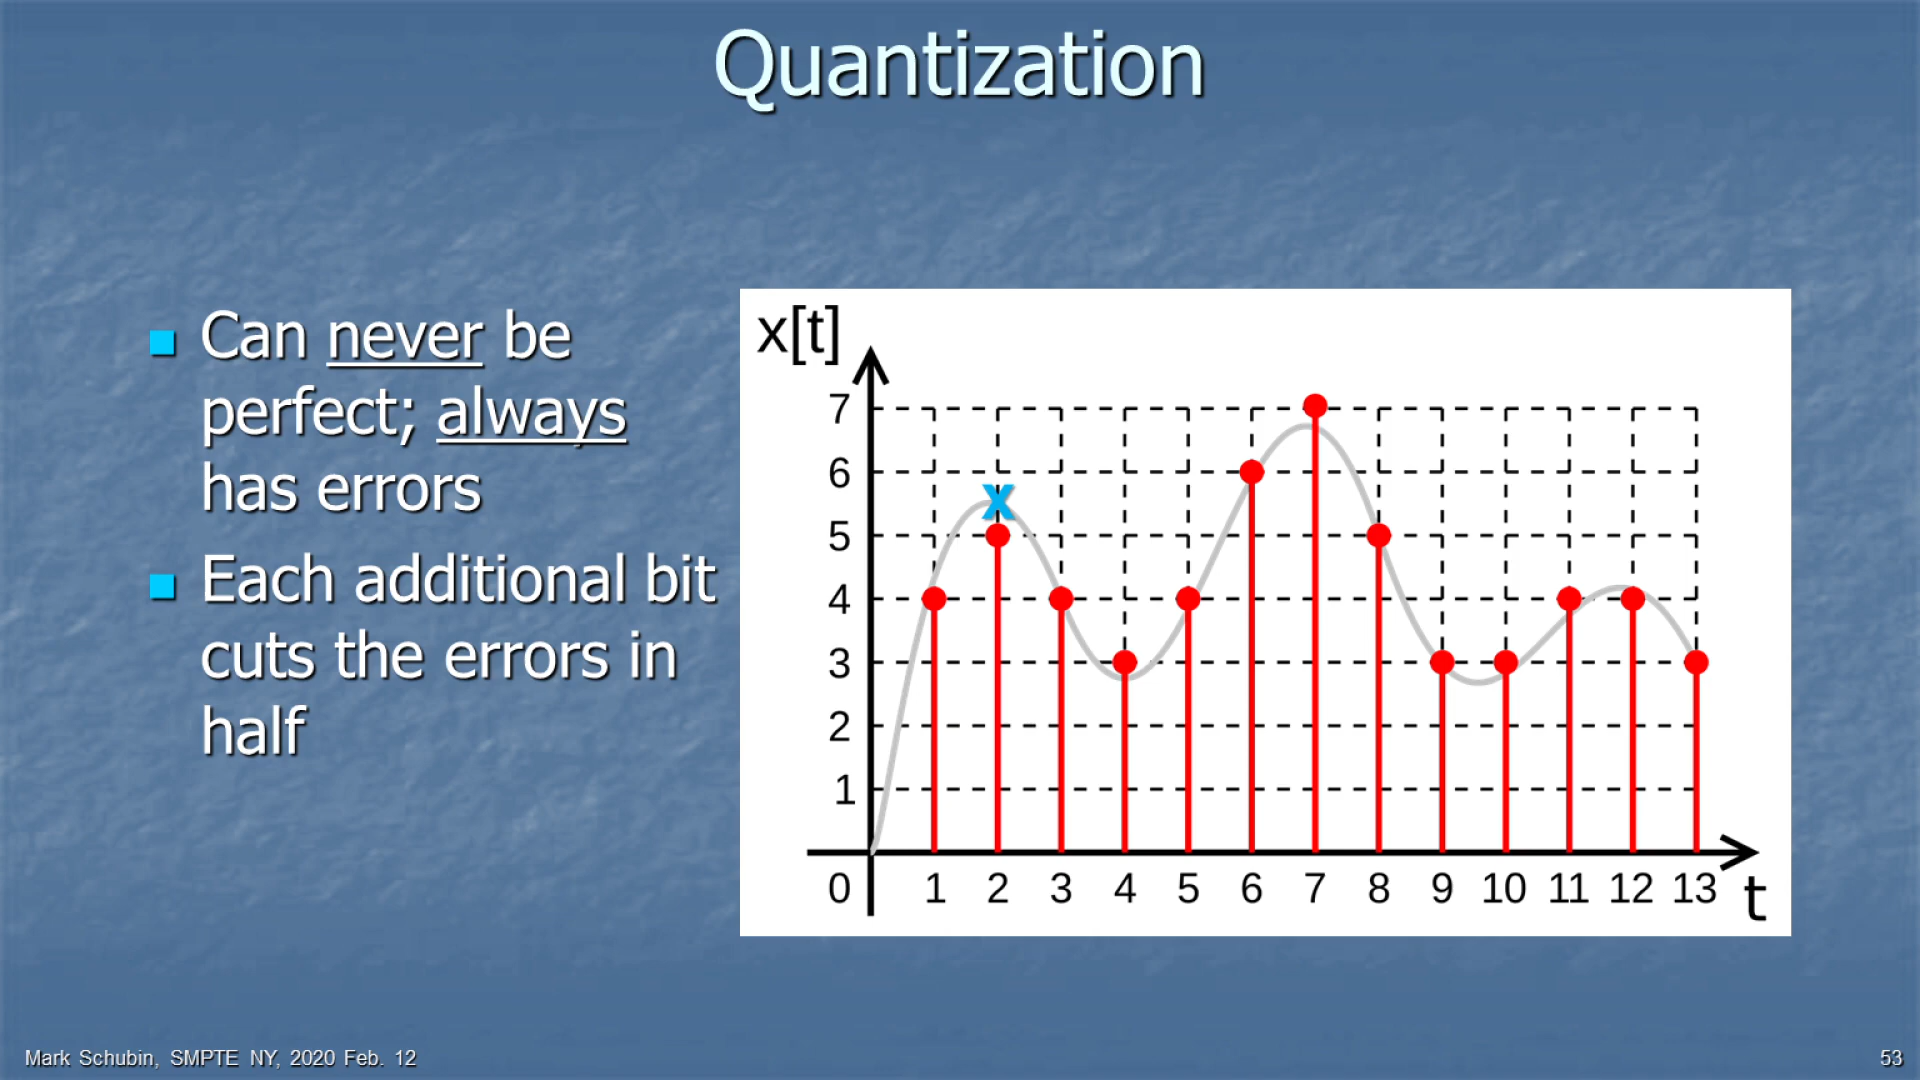 Quantization
Can never be
perfect; always
has errors
Each additional bit
cuts the errors in
half
x[t]
7
6
5
4
3
2
1
X
0 1 2 3 4 5 6 7 8 9 10 11 12 13 t
Mark Schubin, SMPTE NY, 2020 Feb. 12
53